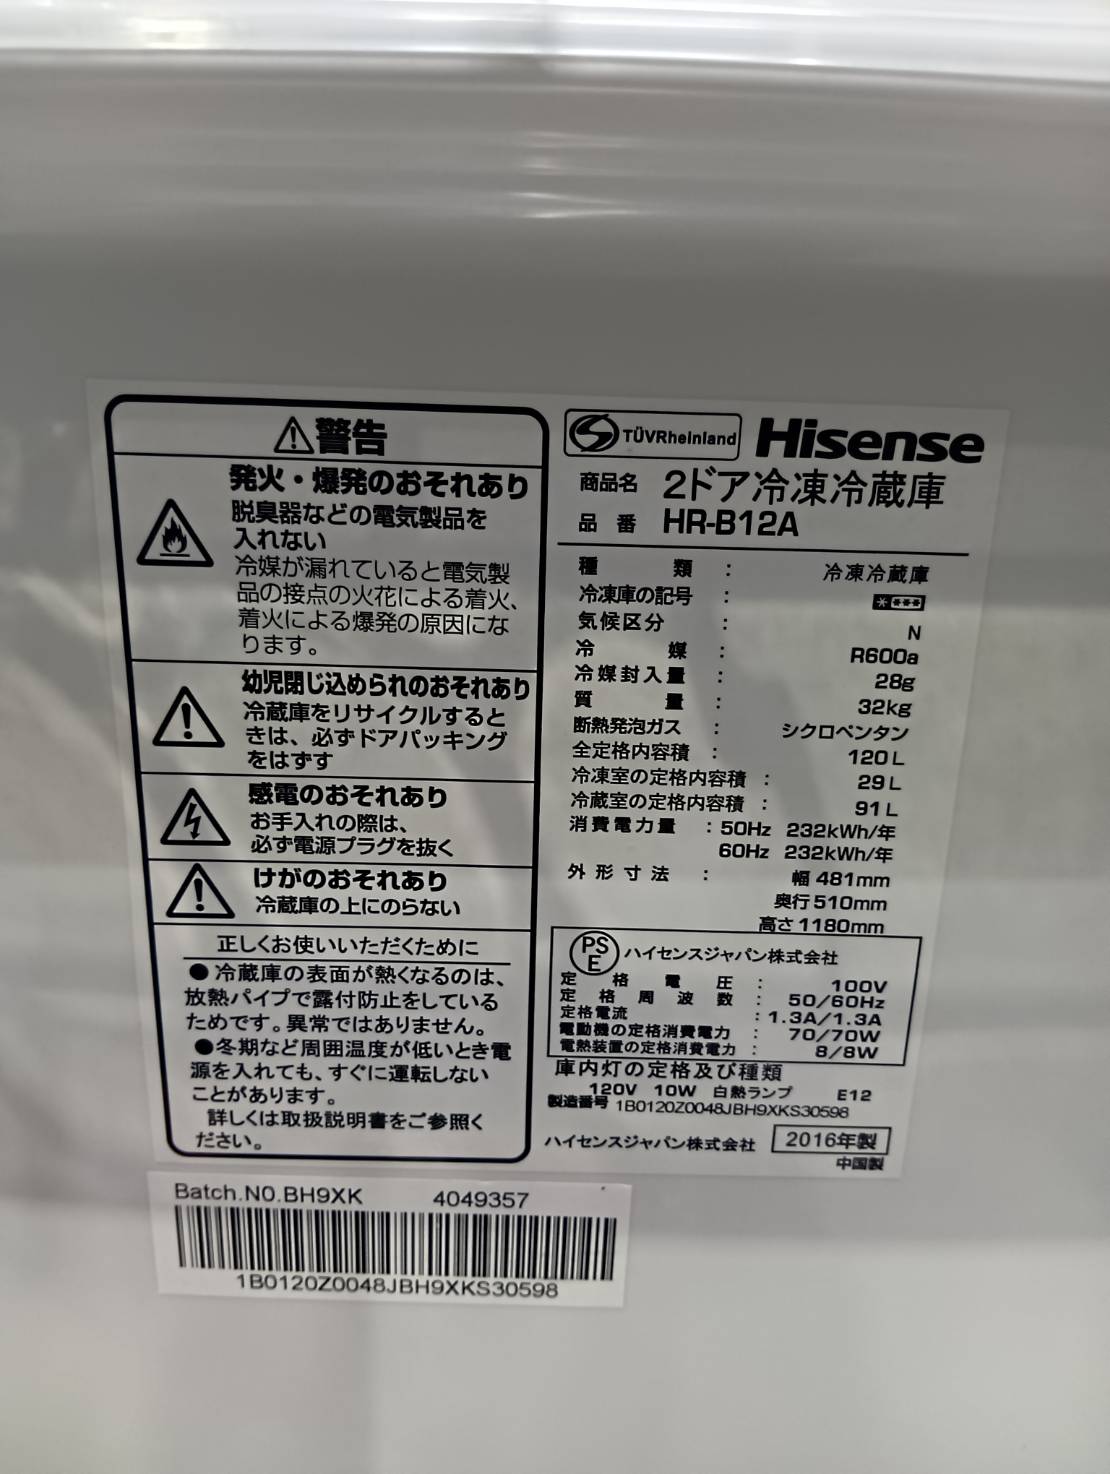 ⚠警告
発火・爆発のおそれあり
脱臭器などの電気製品を
入れない
冷媒が漏れていると電気製
品の接点の火花による着火、
着火による爆発の原因にな
ります。
幼児閉じ込められのおそれあり
冷蔵庫をリサイクルすると
きは、必ずドアパッキング
をはずす
感電のおそれあり
お手入れの際は、
必ず電源プラグを抜く
けがのおそれあり
冷蔵庫の上にのらない
正しくお使いいただくために
●冷蔵庫の表面が熱くなるのは、
放熱パイプで露付防止をしている
ためです。異常ではありません。
●冬期など周囲温度が低いとき電
源を入れても、すぐに運転しない
ことがあります。
詳しくは取扱説明書をご参照く
ださい。
TÜVRheinland Hisense
商品名 2ドア冷凍冷蔵庫
品番 HR-B12A
種類 : 冷凍冷蔵庫
冷凍庫の記号 : ****
気候区分 : N
冷媒 : R600a
冷媒封入量 : 28g
質量 : 32kg
断熱発泡ガス : シクロペンタン
全定格内容積 : 120L
冷凍室の定格内容積 : 29L
冷蔵室の定格内容積 : 91L
消費電力量 : 50Hz 232kWh/年
60Hz 232kWh/年
外形寸法 : 幅 481mm
奥行 510mm
高さ 1180mm
PSE ハイセンスジャパン株式会社
定格電圧 : 100V
定格周波数 : 50/60Hz
定格電流 : 1.3A/1.3A
電動機の定格消費電力 : 70/70W
電熱装置の定格消費電力 : 8/8W
庫内灯の定格及び種類
120V 10W 白熱ランプ E12
製造番号 1B0120Z0048JBH9XKS30598
ハイセンスジャパン株式会社 2016年製
中国製
Batch.NO.BH9XK 4049357
1B0120Z0048JBH9XKS30598